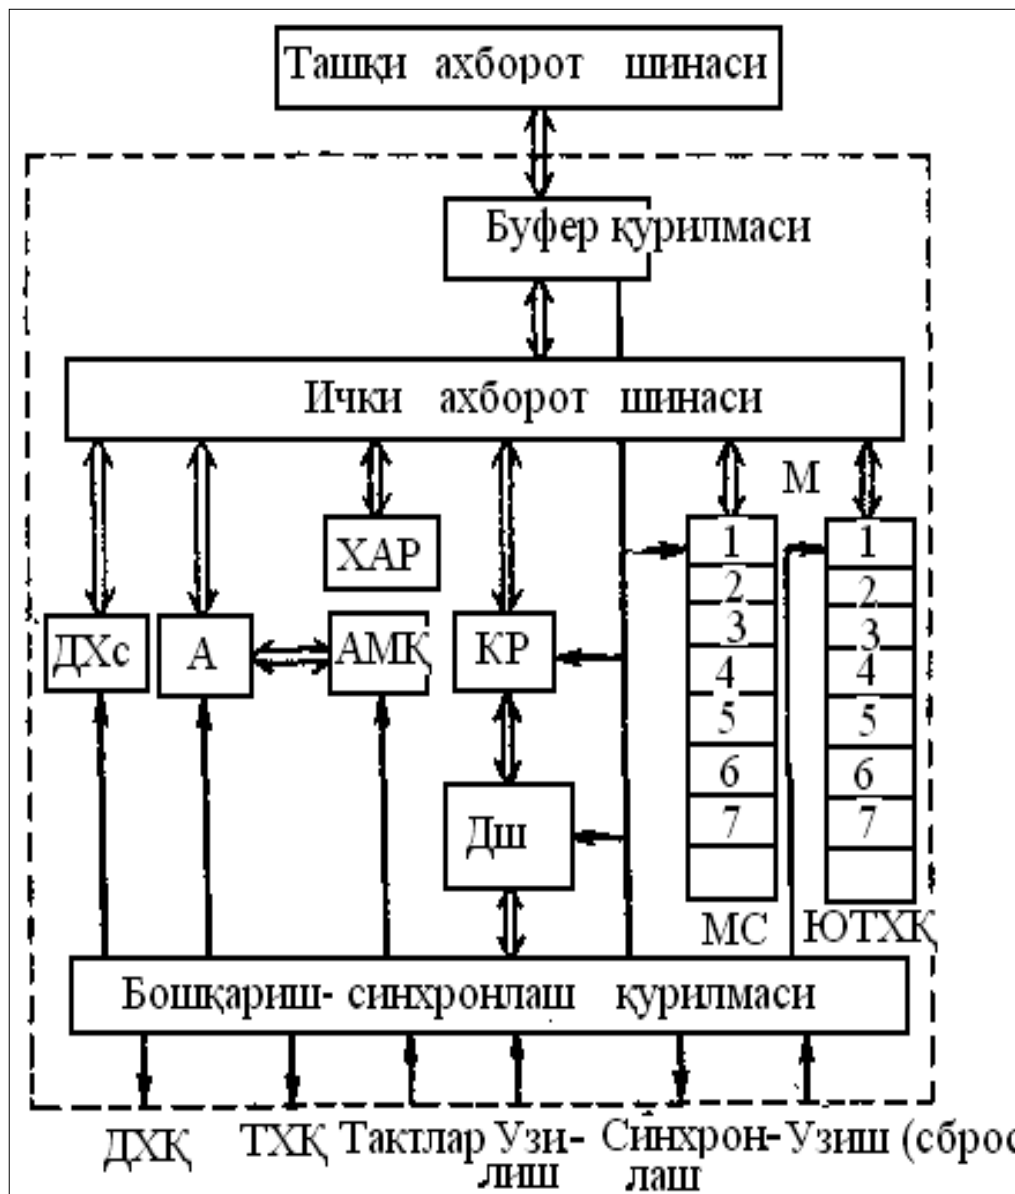 Ташқи ахборот шинаси
Буфер қурилмаси
Ички ахборот шинаси
М
ХАР
1
1
2
2
3
3
ДХс
А
АМҚ
КР
4
4
5
5
6
6
Дш
7
7
МС
ЮТХҚ
Бошқариш- синхронлаш қурилмаси
ДХҚ
ТХҚ
Тактлар
Узи-
лиш
Синхрон-
лаш
Узиш (сброс